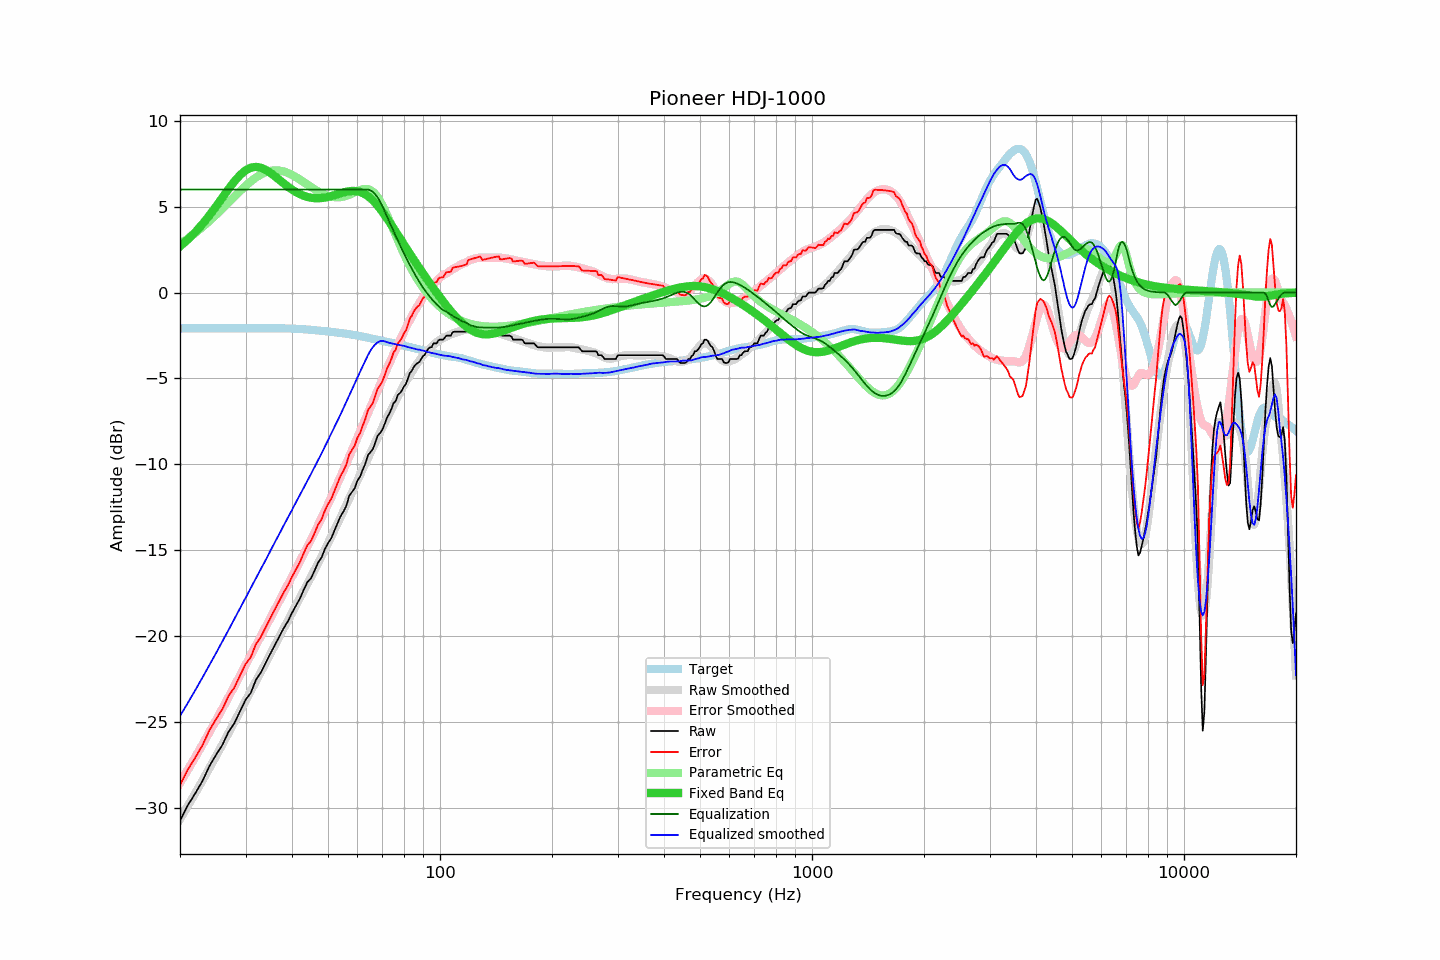 Pioneer HDJ-1000
10
5
0
−5
−10
−15
−20
−25
−30
Amplitude (dBr)
100
1000
10000
Frequency (Hz)
Target
Raw Smoothed
Error Smoothed
Raw
Error
Parametric Eq
Fixed Band Eq
Equalization
Equalized smoothed